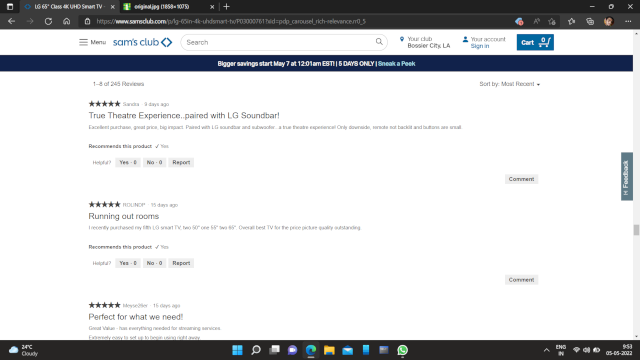 LG 65" Class 4K UHD Smart TV -
original.jpg (1858×1075)
https://www.samsclub.com/p/lg-65in-4k-uhdsmart-tv/P03000761?xid=pdp_carousel_rich-relevance.rr0_5
Menu
sam's club
Search
Your club
Bossier City, LA
Your account
Sign in
Cart 0
Bigger savings start May 7 at 12:01am EST! | 5 DAYS ONLY | Sneak a Peek
1–8 of 245 Reviews
Sort by: Most Recent
Sandra · 9 days ago
True Theatre Experience..paired with LG Soundbar!
Excellent purchase, great price, big impact. Paired with LG soundbar and subwoofer.. a true theatre experience! Only downside, remote not backlit and buttons are small
Recommends this product ✓ Yes
Helpful? Yes · 0 No · 0 Report
Comment
Feedback
· 15 days ago
Running out rooms
I recently purchased my fifth LG smart TV, two 50" one 55" two 65". Overall best TV for the price picture quality outstanding.
Recommends this product ✓ Yes
Helpful? Yes · 0 No · 0 Report
Comment
· 15 days ago
Perfect for what we need!
Great Value - has everything needed for streaming services.
Extremely easy to set up to begin using right away.
24°C
Cloudy
ENG
IN
9:53
05-05-2022